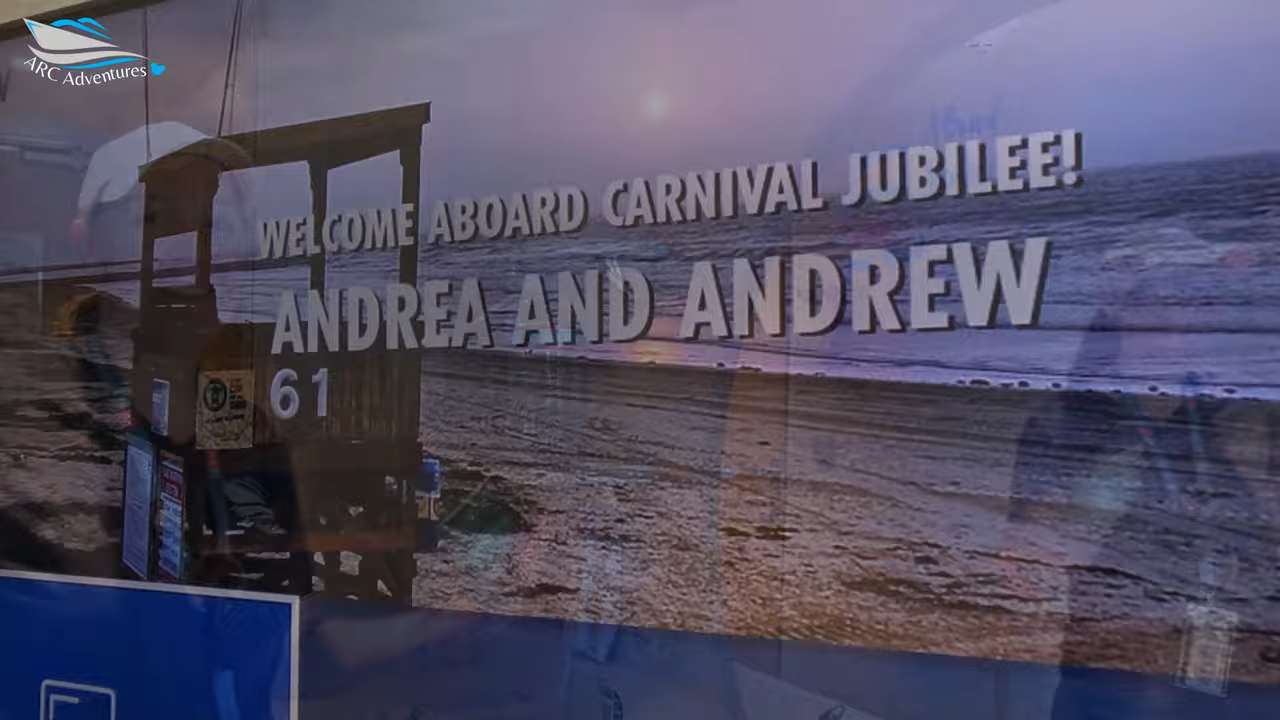 ARC Adventures
WELCOME ABOARD CARNIVAL JUBILEE!
ANDREA AND ANDREW
61